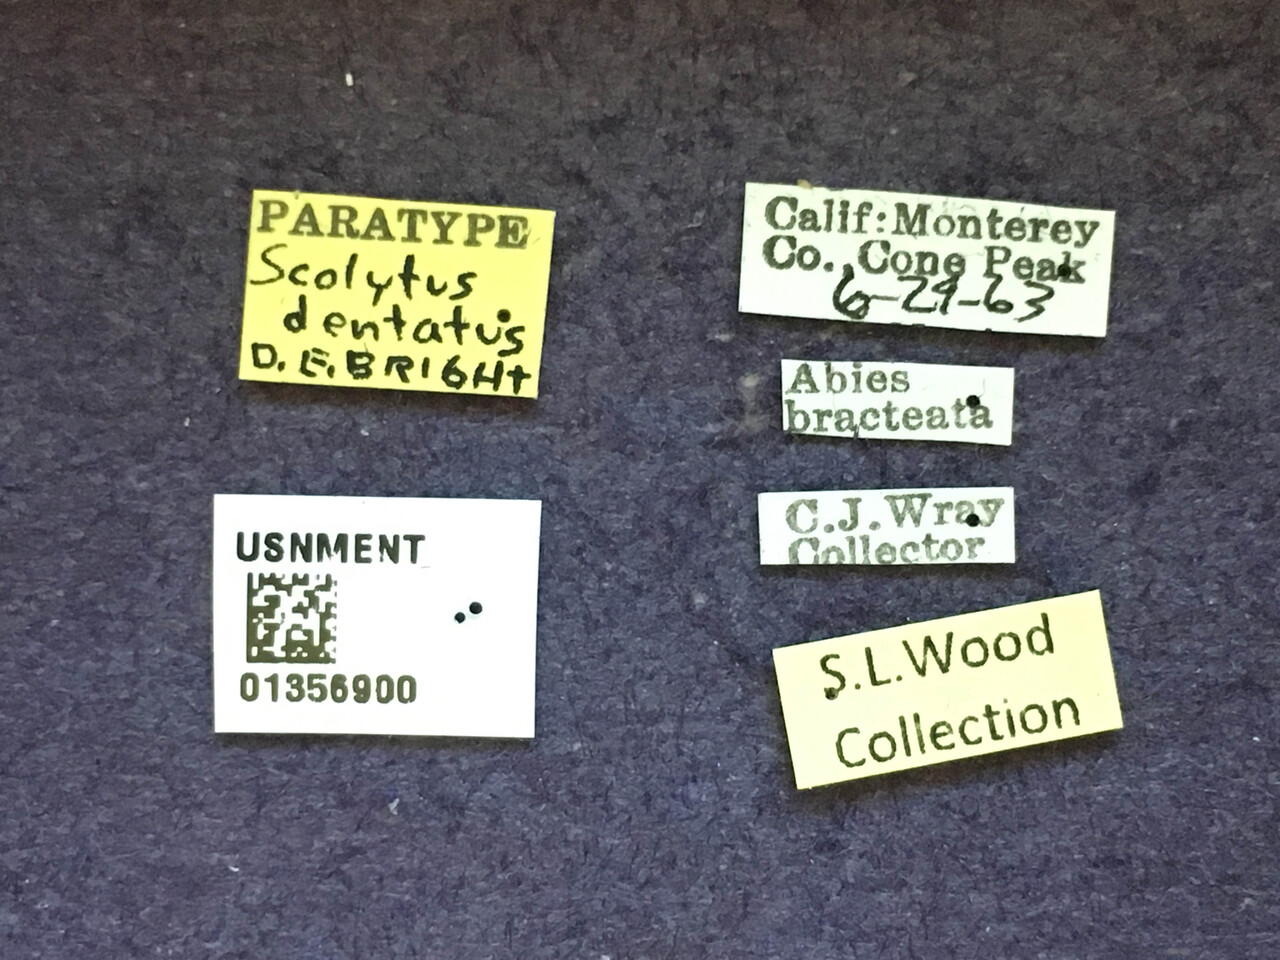 PARATYPE
Scolytus
dentatus
D.E.BRIGHt
USNMENT
01356900
Calif:Monterey
Co., Cone Peak
6-29-63
Abies
bracteata
C.J.Wray
Collector
S.L.Wood
Collection